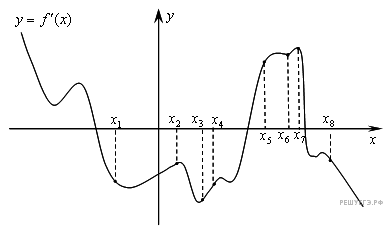 y = f'(x)
y
x₁
x₂ x₃ x₄
x₈
x₅ x₆ x₇
x
РЕШУЕГЭ.РФ